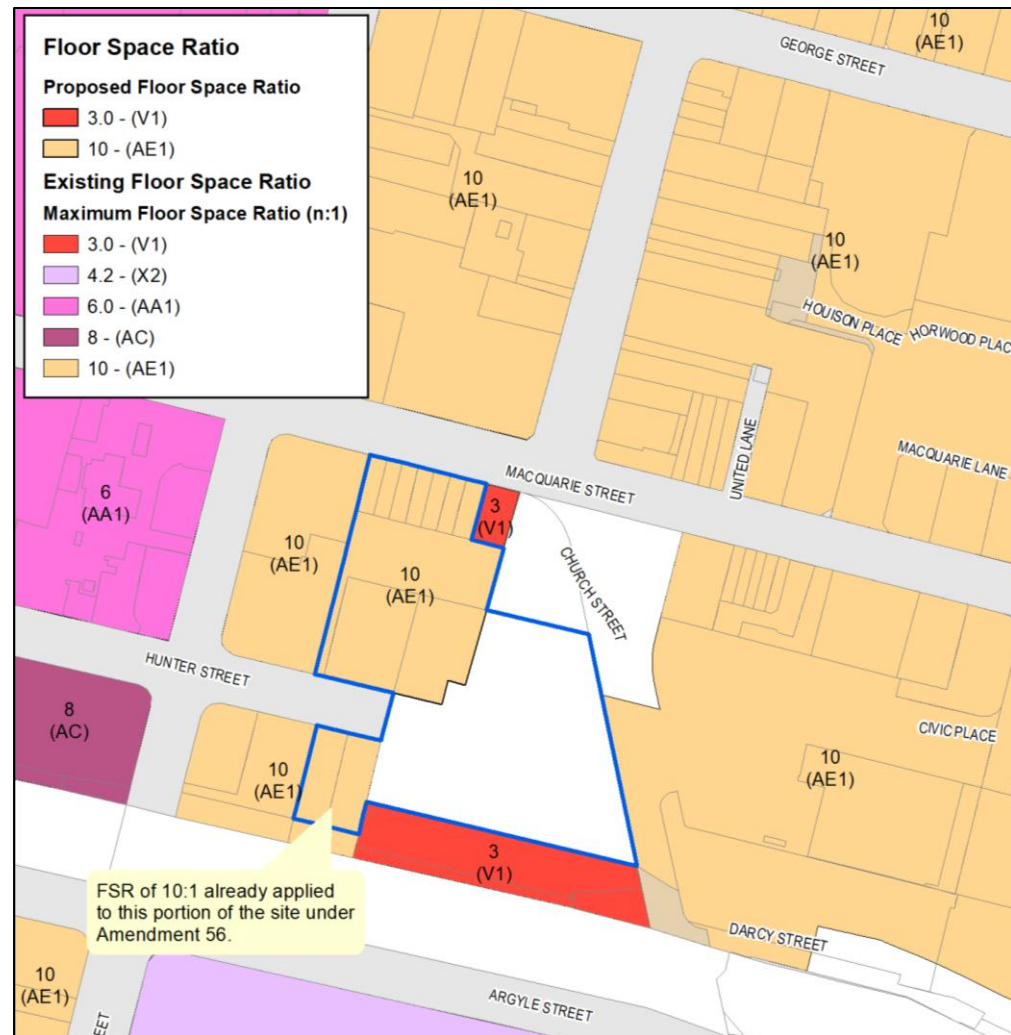 Floor Space Ratio
Proposed Floor Space Ratio
3.0 - (V1)
10 - (AE1)
Existing Floor Space Ratio
Maximum Floor Space Ratio (n:1)
3.0 - (V1)
4.2 - (X2)
6.0 - (AA1)
8 - (AC)
10 - (AE1)
10
(AE1)
GEORGE STREET
10
(AE1)
10
(AE1)
HOUISON PLACE
HORWOOD PLAC
UNITED LANE
MACQUARIE LANE
MACQUARIE STREET
3
(V1)
6
(AA1)
10
(AE1)
10
(AE1)
CHURCH STREET
HUNTER STREET
8
(AC)
CIVIC PLACE
10
(AE1)
10
(AE1)
3
(V1)
FSR of 10:1 already applied
to this portion of the site under
Amendment 56.
DARCY STREET
10
(AE1)
ARGYLE STREET
EET